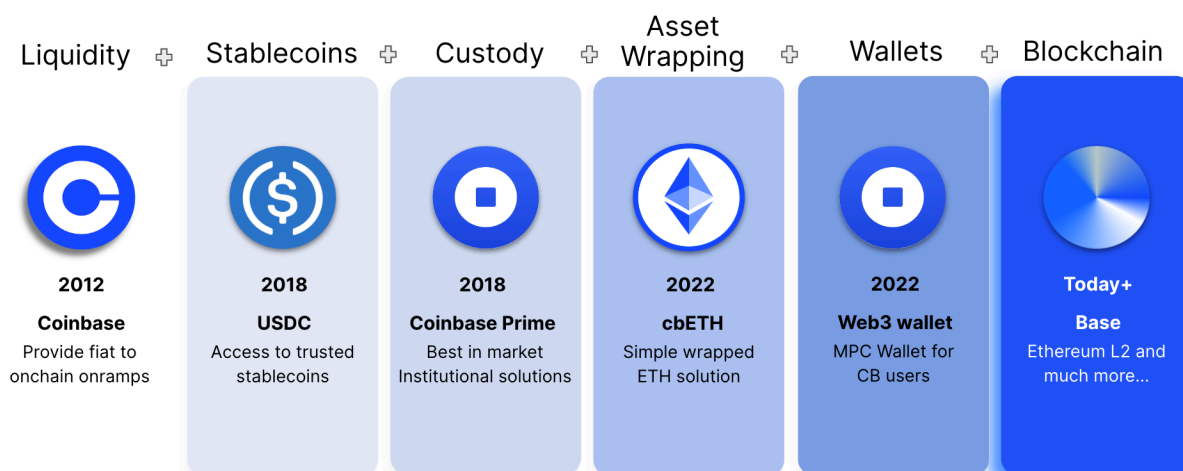 Liquidity
Stablecoins
Custody
Asset
Wrapping
Wallets
Blockchain
2012
Coinbase
Provide fiat to
onchain onramps
$
2018
USDC
Access to trusted
stablecoins
2018
Coinbase Prime
Best in market
Institutional solutions
2022
cbETH
Simple wrapped
ETH solution
2022
Web3 wallet
MPC Wallet for
CB users
Today+
Base
Ethereum L2 and
much more...